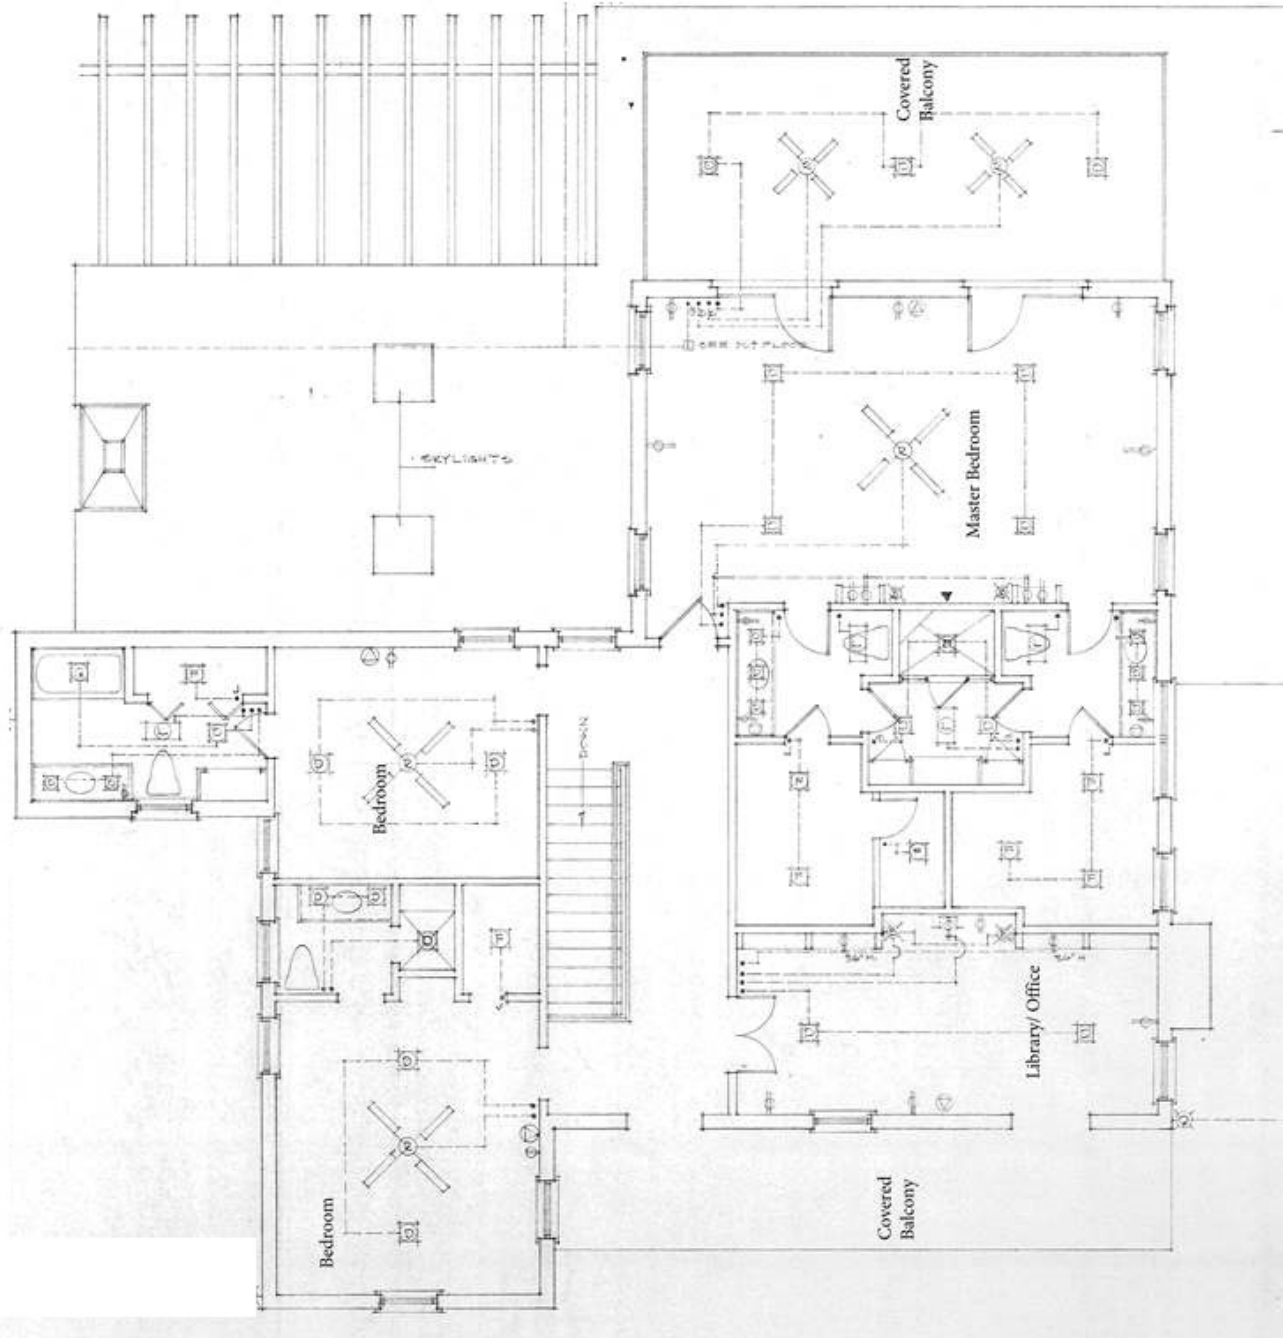 Covered
Balcony
SKYLIGHTS
Master Bedroom
Bedroom
DOWN
Library/ Office
Bedroom
Covered
Balcony